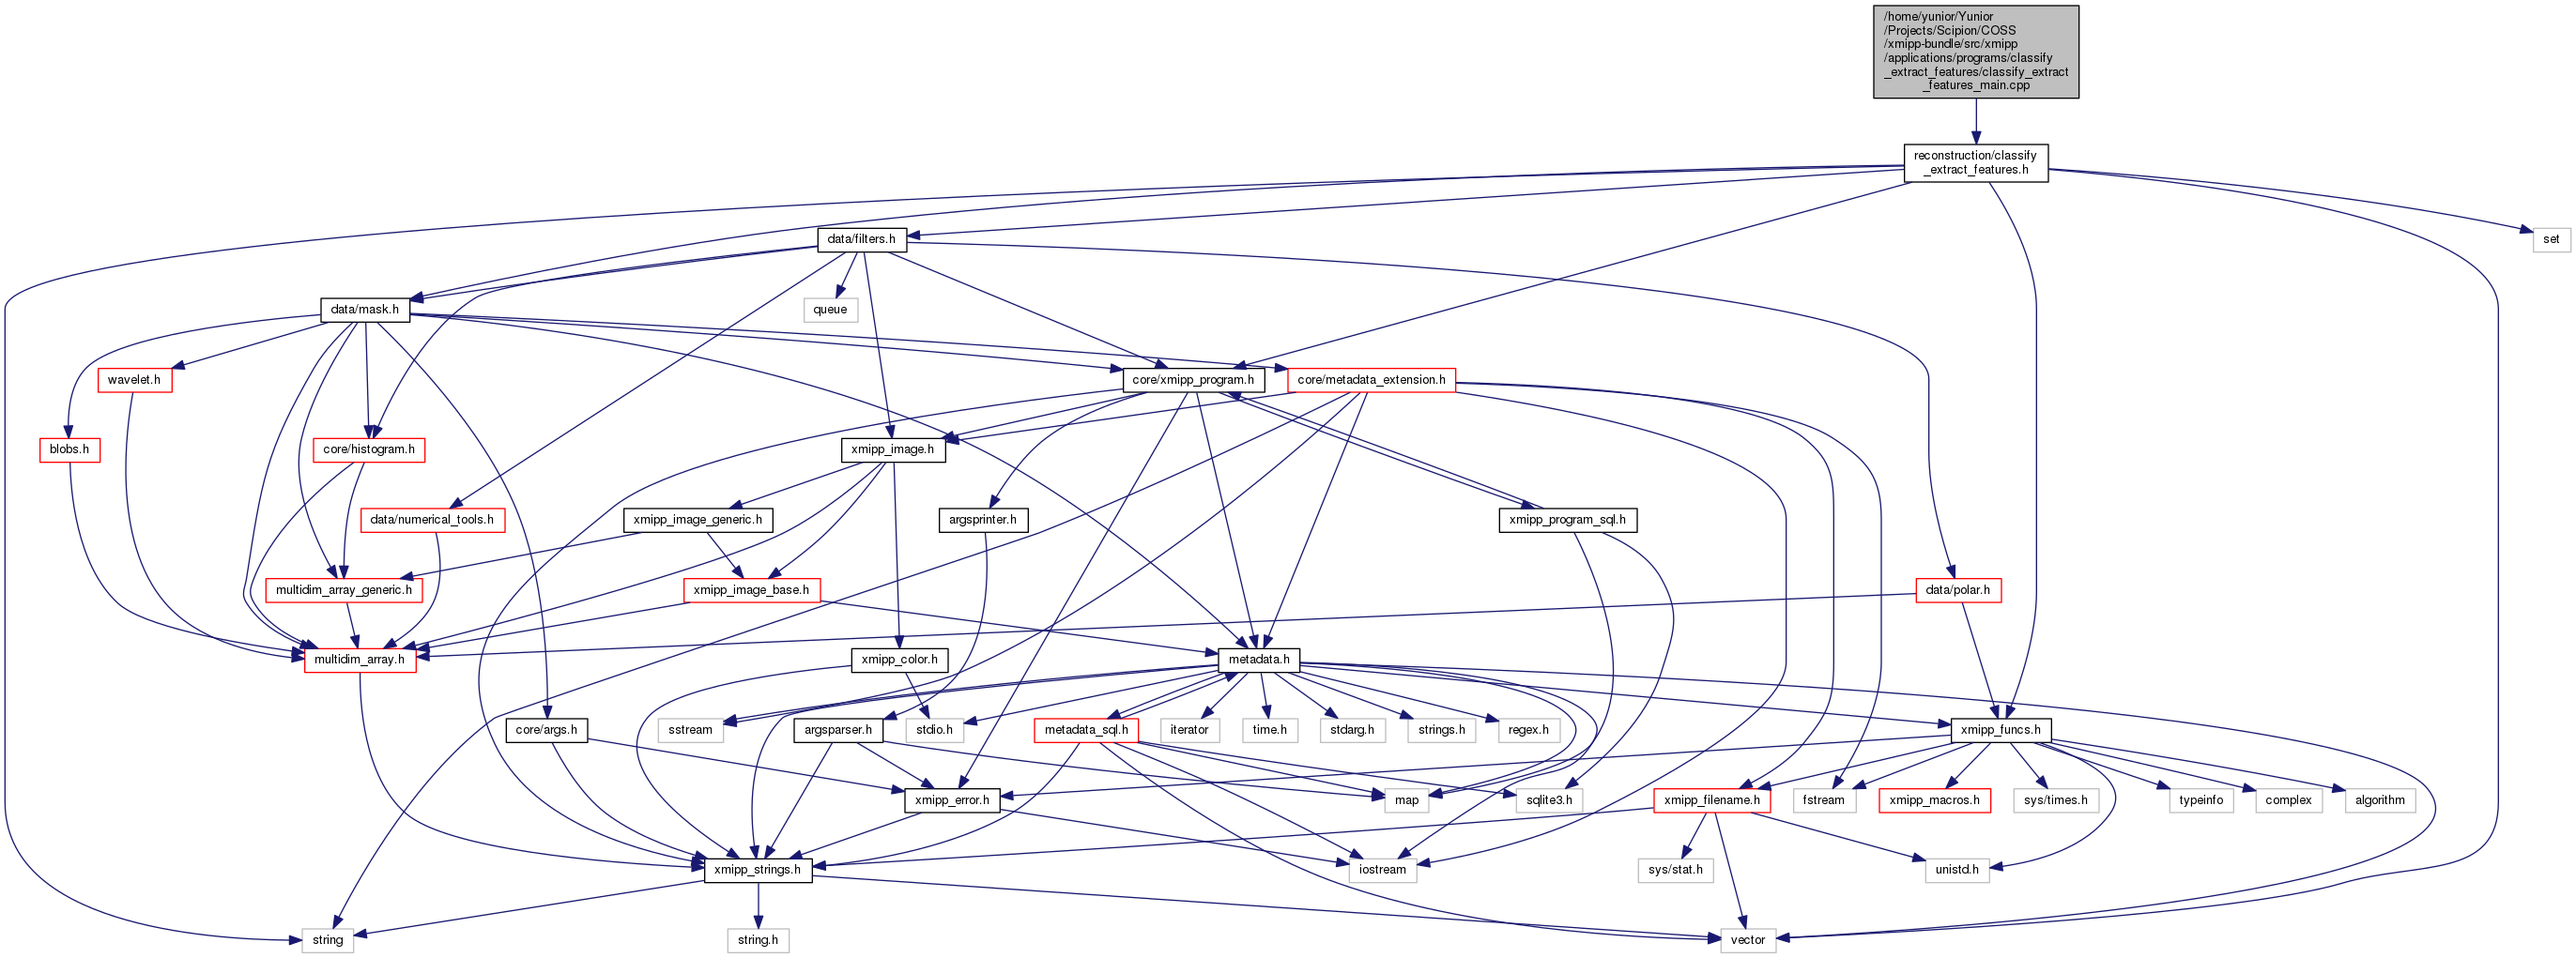 /home/yunior/Yunior
/Projects/Scipion/COSS
/xmipp-bundle/src/xmipp
/applications/programs/classify
_extract_features/classify_extract
_features_main.cpp
reconstruction/classify
_extract_features.h
data/filters.h
set
data/mask.h
queue
wavelet.h
core/xmipp_program.h
core/metadata_extension.h
blobs.h
core/histogram.h
xmipp_image.h
data/numerical_tools.h
xmipp_image_generic.h
argsprinter.h
xmipp_program_sql.h
multidim_array_generic.h
xmipp_image_base.h
data/polar.h
multidim_array.h
xmipp_color.h
metadata.h
core/args.h
sstream
argsparser.h
stdio.h
metadata_sql.h
iterator
time.h
stdarg.h
strings.h
regex.h
xmipp_funcs.h
xmipp_error.h
map
sqlite3.h
xmipp_filename.h
fstream
xmipp_macros.h
sys/times.h
typeinfo
complex
algorithm
xmipp_strings.h
iostream
sys/stat.h
unistd.h
string
string.h
vector